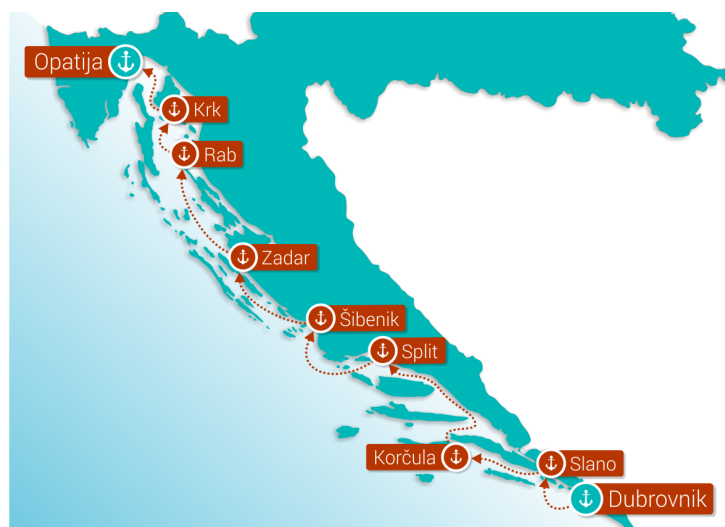 Opatija
Krk
Rab
Zadar
Šibenik
Split
Korčula
Slano
Dubrovnik